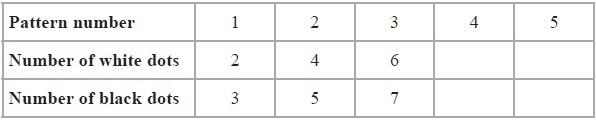 Pattern number 1 2 3 4 5
Number of white dots 2 4 6
Number of black dots 3 5 7